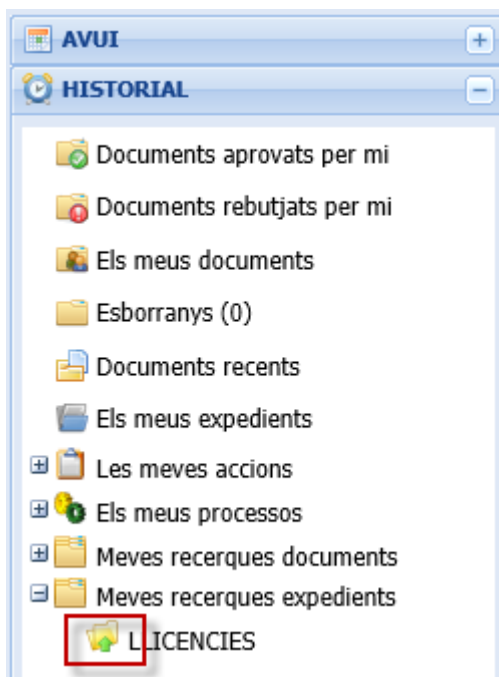 AVUI
HISTORIAL
Documents aprovats per mi
Documents rebutjats per mi
Els meus documents
Esborranys (0)
Documents recents
Els meus expedients
Les meves accions
Els meus processos
Meves recerques documents
Meves recerques expedients
LLICENCIES